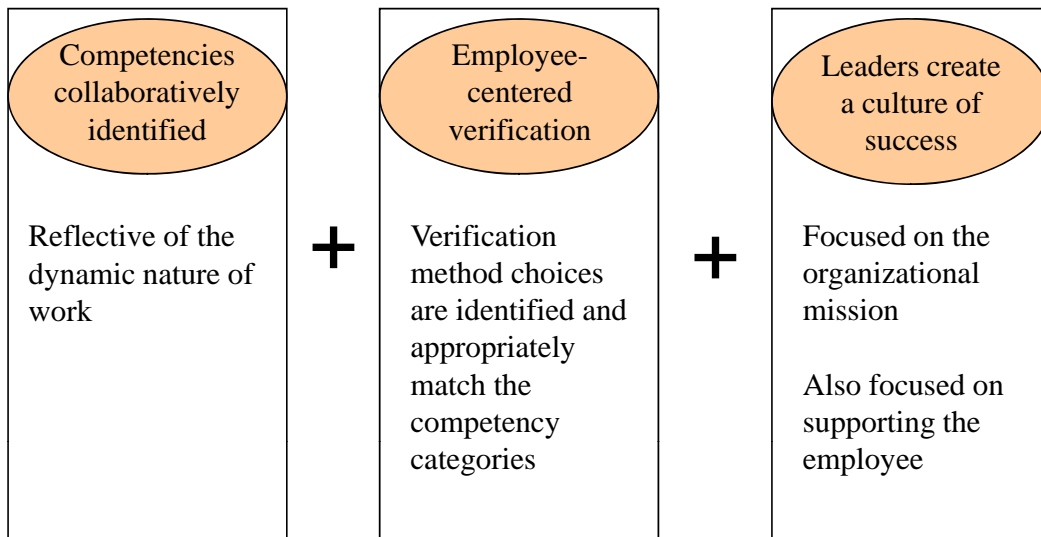 Competencies
collaboratively
identified
Reflective of the
dynamic nature of
work
+
Employee-
centered
verification
Verification
method choices
are identified and
appropriately
match the
competency
categories
+
Leaders create
a culture of
success
Focused on the
organizational
mission
Also focused on
supporting the
employee